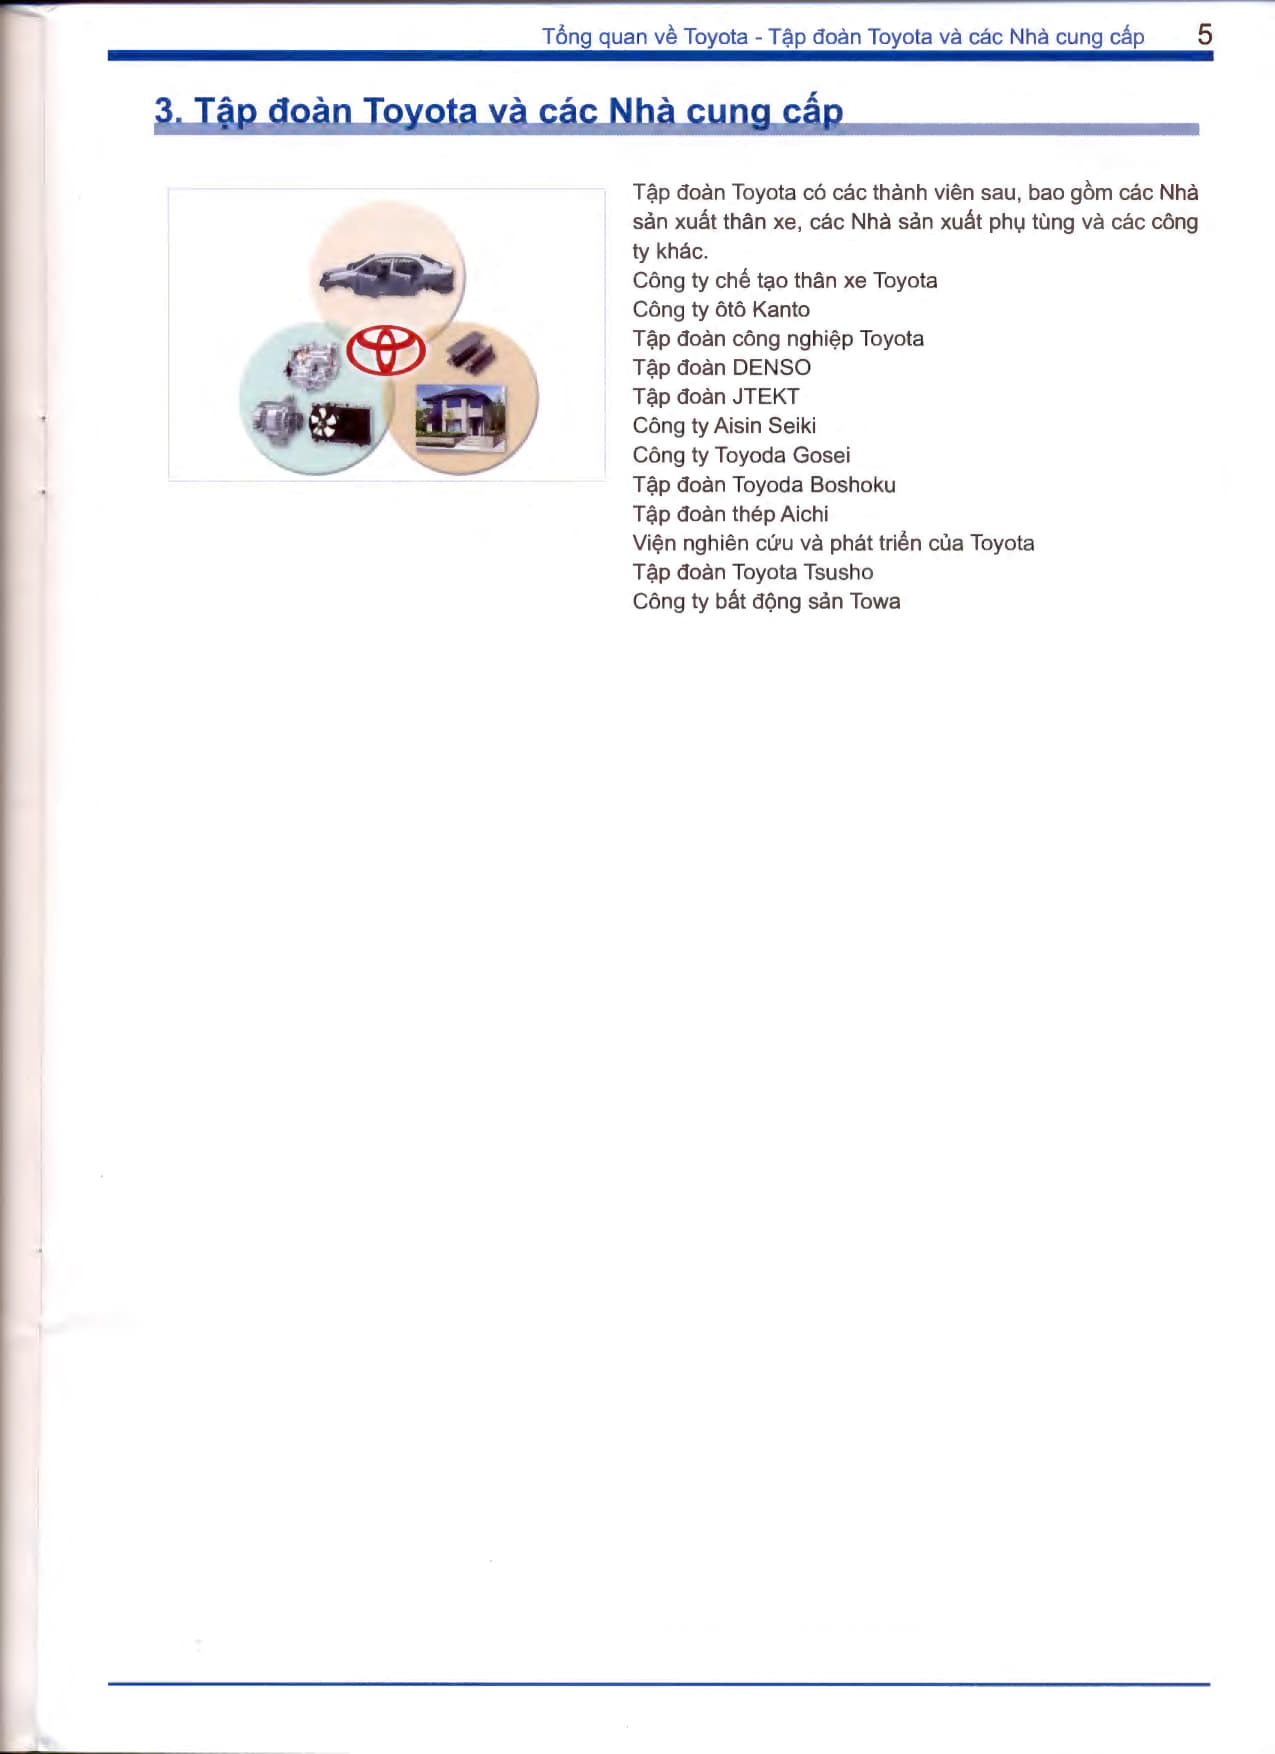 Tổng quan về Toyota - Tập đoàn Toyota và các Nhà cung cấp 5
3. Tập đoàn Toyota và các Nhà cung cấp
Tập đoàn Toyota có các thành viên sau, bao gồm các Nhà
sản xuất thân xe, các Nhà sản xuất phụ tùng và các công
ty khác.
Công ty chế tạo thân xe Toyota
Công ty ôtô Kanto
Tập đoàn công nghiệp Toyota
Tập đoàn DENSO
Tập đoàn JTEKT
Công ty Aisin Seiki
Công ty Toyoda Gosei
Tập đoàn Toyoda Boshoku
Tập đoàn thép Aichi
Viện nghiên cứu và phát triển của Toyota
Tập đoàn Toyota Tsusho
Công ty bất động sản Towa